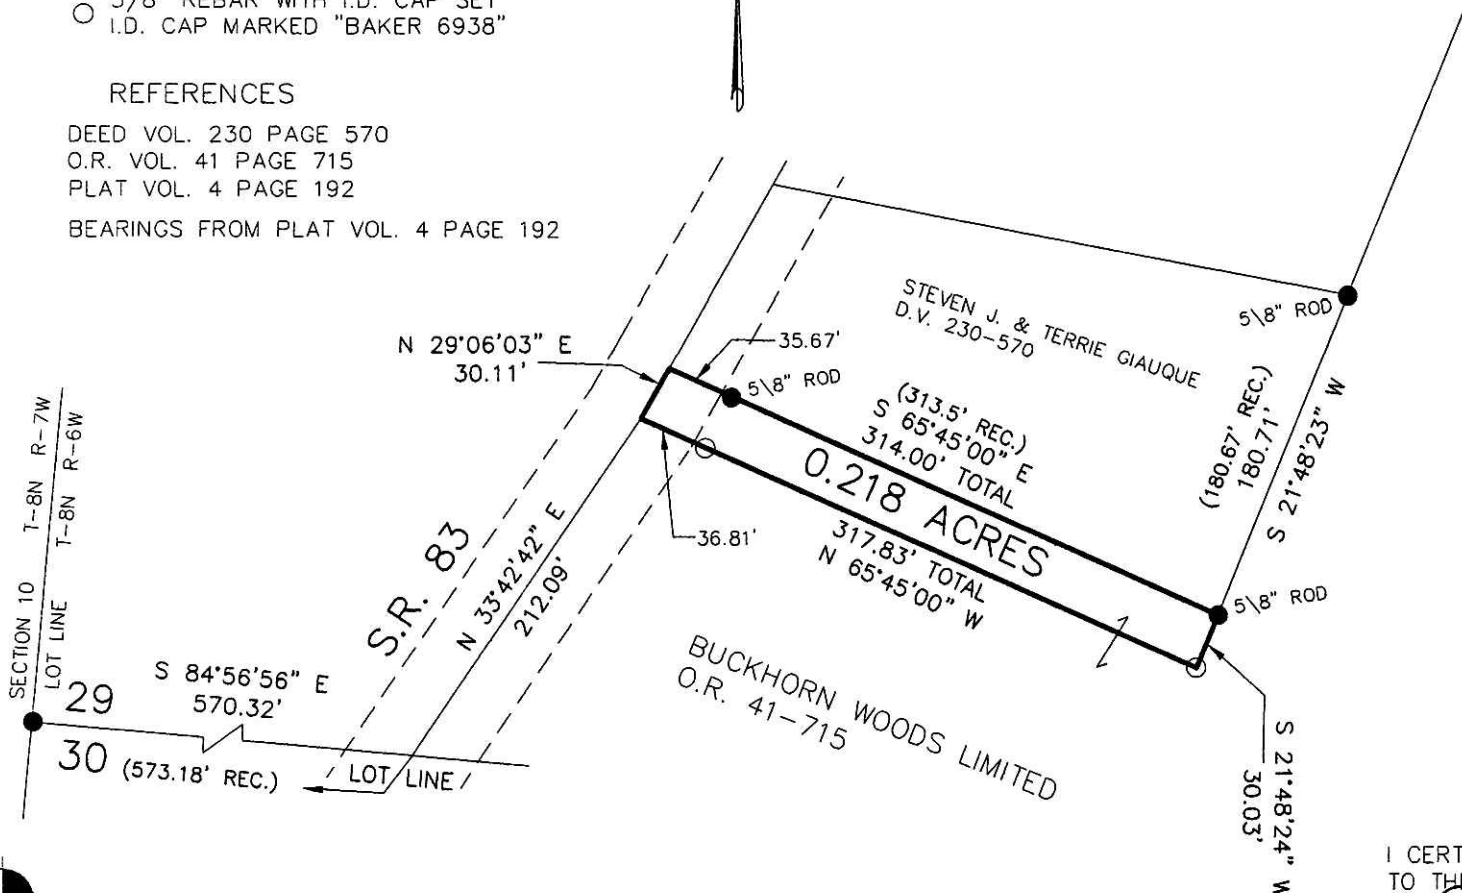 5/8" REBAR WITH I.D. CAP SET
I.D. CAP MARKED "BAKER 6938"
REFERENCES
DEED VOL. 230 PAGE 570
O.R. VOL. 41 PAGE 715
PLAT VOL. 4 PAGE 192
BEARINGS FROM PLAT VOL. 4 PAGE 192
STEVEN J. & TERRIE GIAUQUE
D.V. 230-570
5\8" ROD
N 29°06'03" E
30.11'
35.67'
5\8" ROD
(313.5' REC.)
S 65°45'00" E
314.00' TOTAL
(180.67' REC.)
180.71'
S 21°48'23" W
0.218 ACRES
317.83' TOTAL
N 65°45'00" W
36.81'
5\8" ROD
S.R. 83
N 33°42'42" E
212.09'
SECTION 10 T-8N R-7W
LOT LINE T-8N R-6W
29
S 84°56'56" E
570.32'
30 (573.18' REC.)
LOT LINE
BUCKHORN WOODS LIMITED
O.R. 41-715
S 21°48'24" W
30.03'
I CERT
TO TH